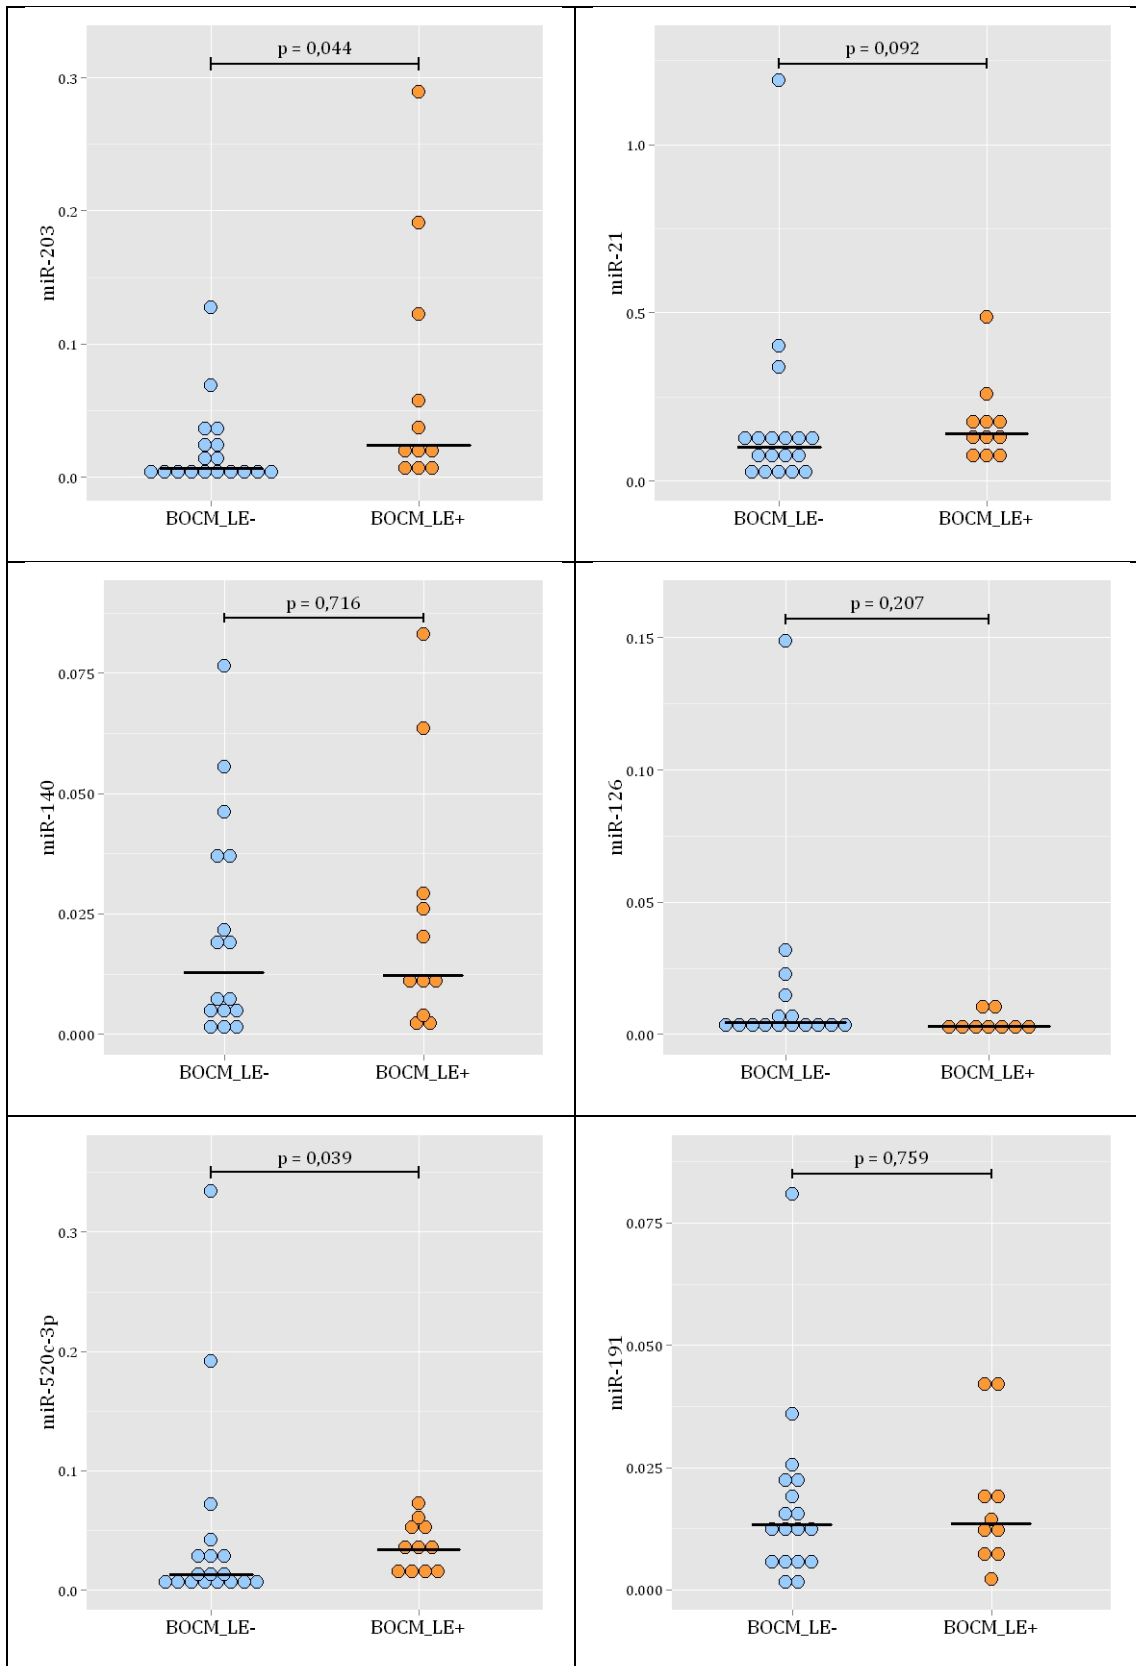 p = 0,044
0.3
0.2
0.1
0.0
miR-203
BOCM_LE-
BOCM_LE+
p = 0,092
1.0
0.5
0.0
miR-21
BOCM_LE-
BOCM_LE+
p = 0,716
0.075
0.050
0.025
0.000
miR-140
BOCM_LE-
BOCM_LE+
p = 0,207
0.15
0.10
0.05
0.00
miR-126
BOCM_LE-
BOCM_LE+
p = 0,039
0.3
0.2
0.1
0.0
miR-520c-3p
BOCM_LE-
BOCM_LE+
p = 0,759
0.075
0.050
0.025
0.000
miR-191
BOCM_LE-
BOCM_LE+